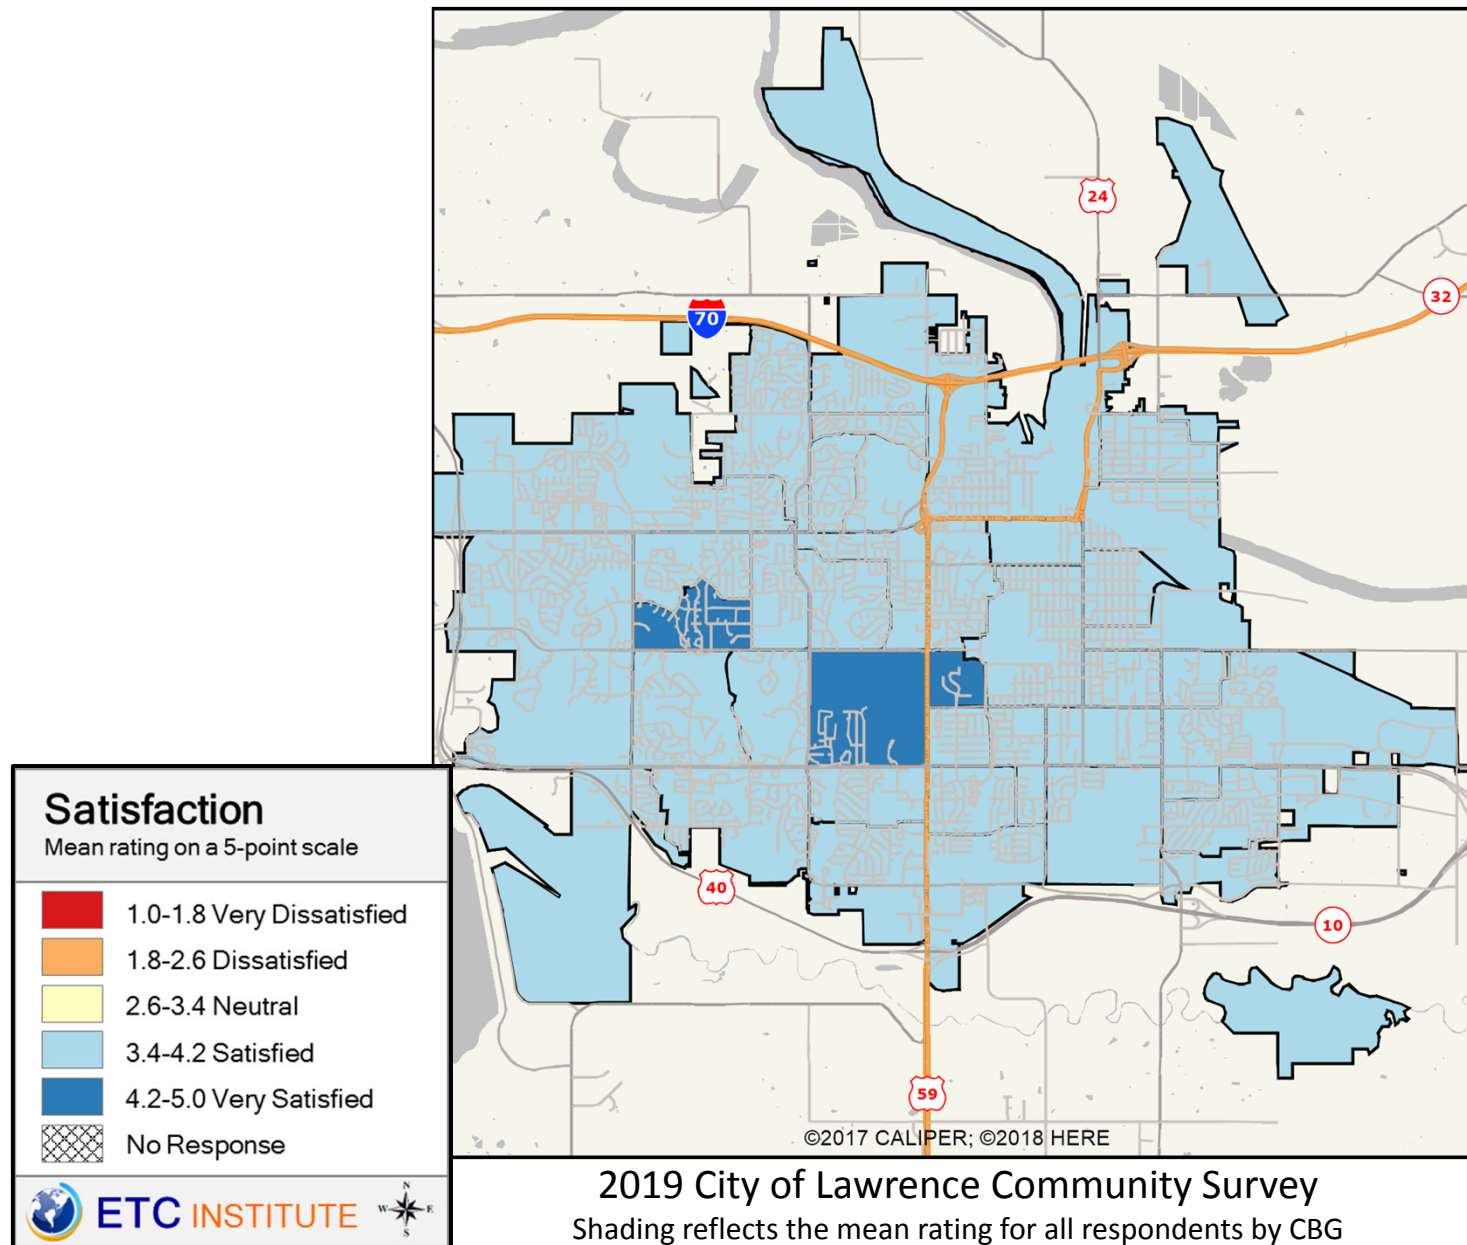 24
32
70
40
10
59
©2017 CALIPER; ©2018 HERE
Satisfaction
Mean rating on a 5-point scale
1.0-1.8 Very Dissatisfied
1.8-2.6 Dissatisfied
2.6-3.4 Neutral
3.4-4.2 Satisfied
4.2-5.0 Very Satisfied
No Response
ETC INSTITUTE
N
W E
S
2019 City of Lawrence Community Survey
Shading reflects the mean rating for all respondents by CBG